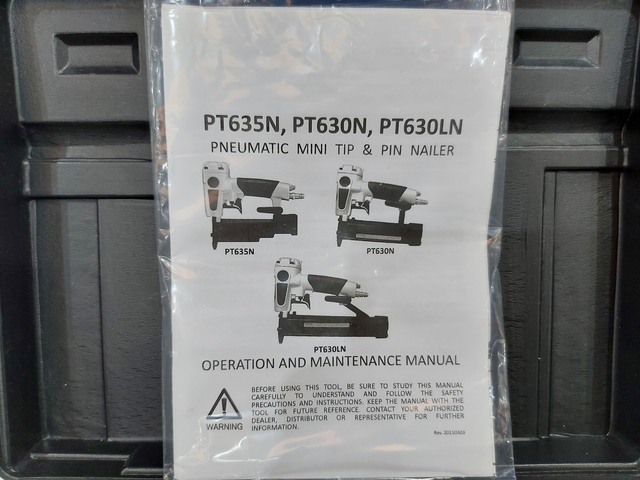 PT635N, PT630N, PT630LN
PNEUMATIC MINI TIP & PIN NAILER
PT635N
PT630N
PT630LN
OPERATION AND MAINTENANCE MANUAL
BEFORE USING THIS TOOL, BE SURE TO STUDY THIS MANUAL
CAREFULLY TO UNDERSTAND AND FOLLOW THE SAFETY
PRECAUTIONS AND INSTRUCTIONS. KEEP THE MANUAL WITH THE
TOOL FOR FUTURE REFERENCE. CONTACT YOUR AUTHORIZED
DEALER, DISTRIBUTOR OR REPRESENTATIVE FOR FURTHER
INFORMATION.
WARNING
Rev.